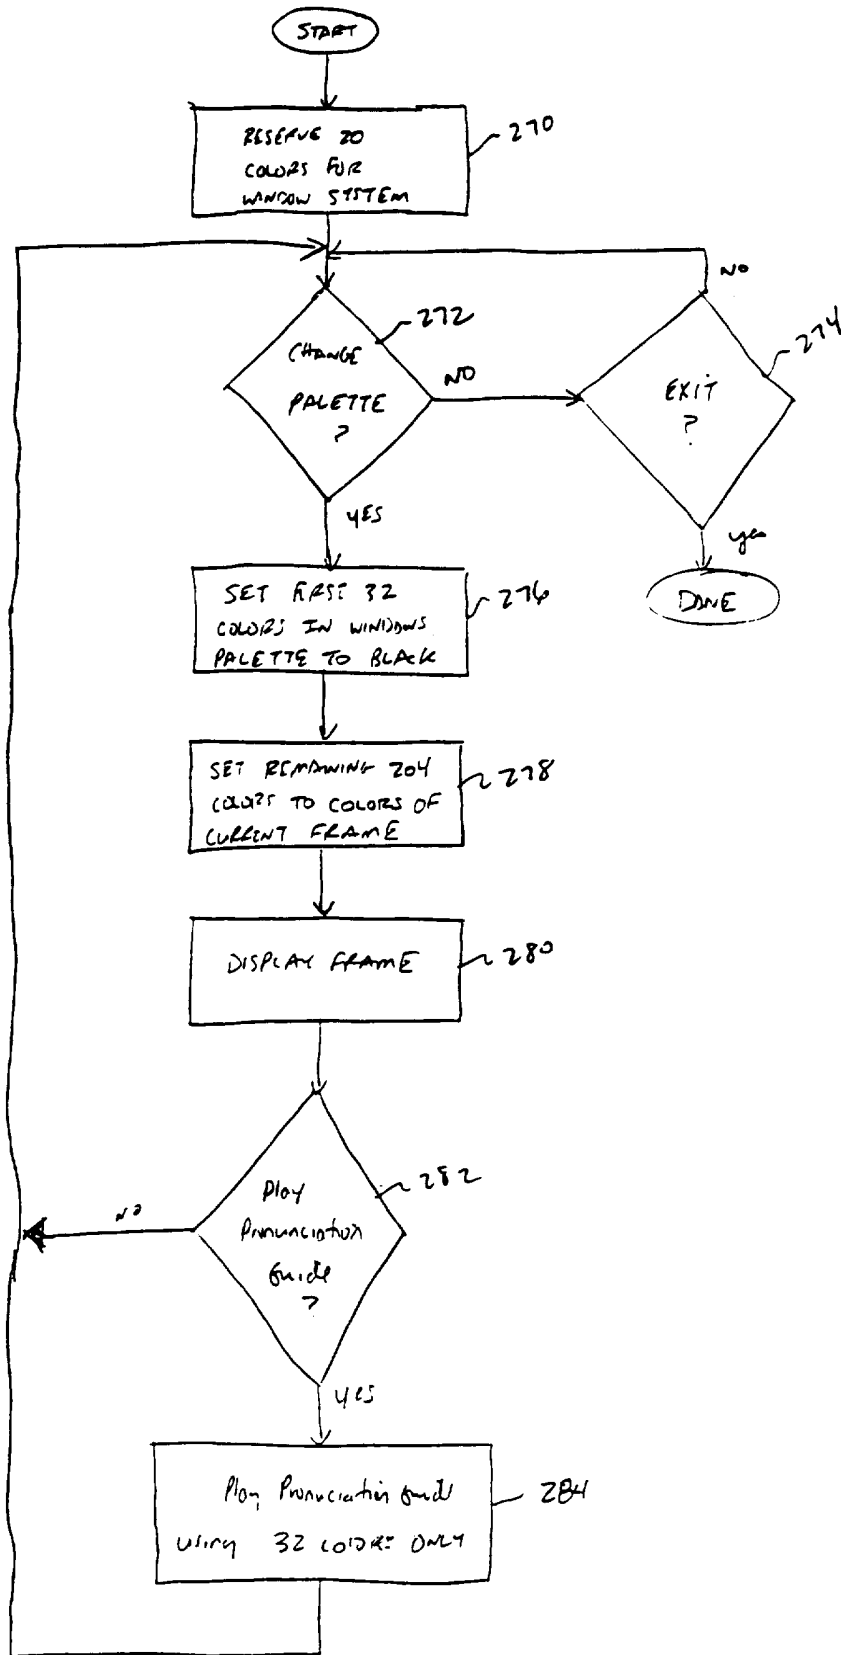 START
RESERVE 20
COLORS FOR
WINDOW SYSTEM
270
CHANGE
PALETTE
?
272
NO
YES
EXIT
?
274
NO
yes
DONE
SET FIRST 32
COLORS IN WINDOWS
PALETTE TO BLACK
276
SET REMAINING 204
COLORS TO COLORS OF
CURRENT FRAME
278
DISPLAY FRAME
280
Play
Pronunciation
Guide
?
282
NO
YES
Play Pronunciation Guide
using 32 COLORS ONLY
284